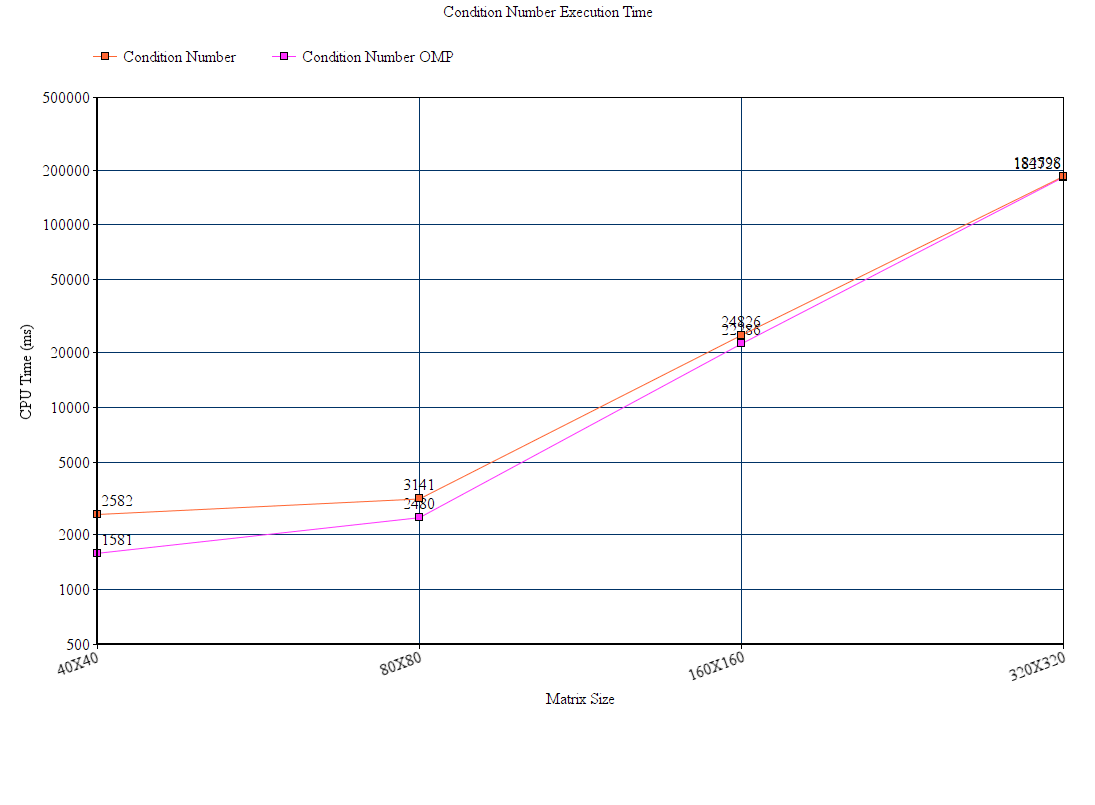 Condition Number Execution Time
Condition Number
Condition Number OMP
500000
200000
100000
50000
20000
10000
5000
2000
1000
500
CPU Time (ms)
2582
1581
3141
2480
24826
40X40
80X80
160X160
320X320
Matrix Size